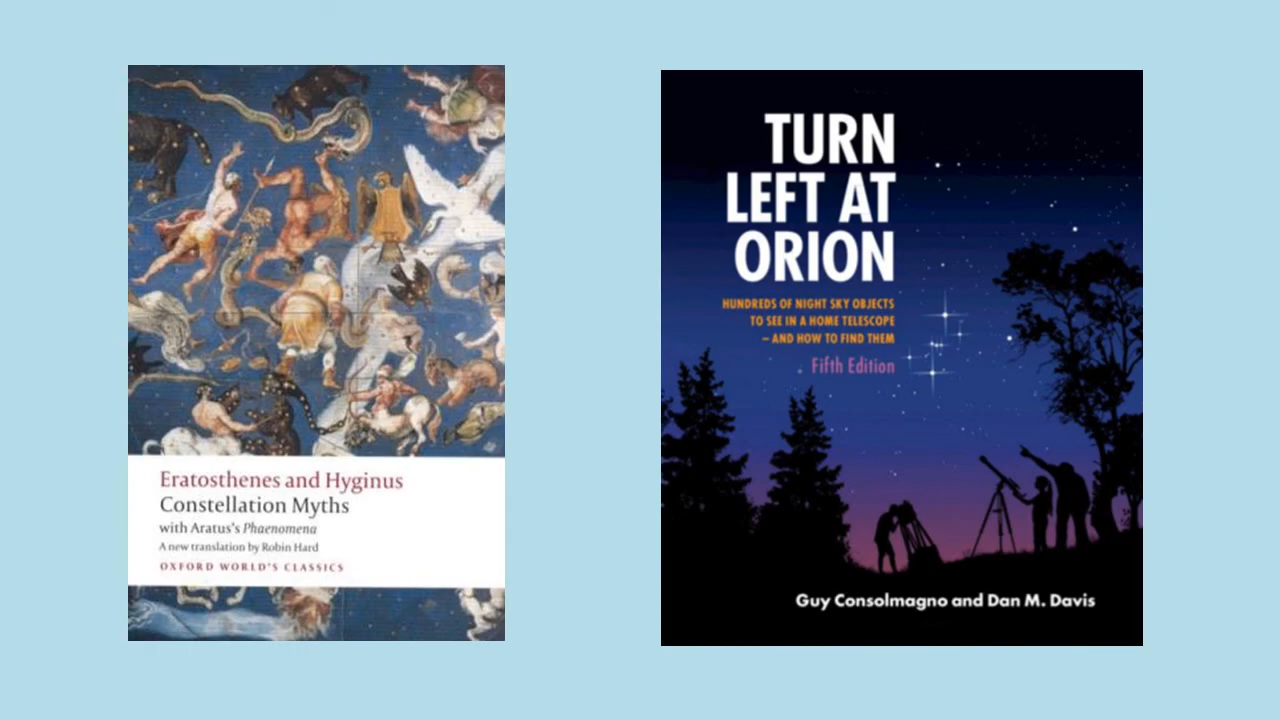 Eratosthenes and Hyginus
Constellation Myths
with Aratus's Phaenomena
A new translation by Robin Hard
OXFORD WORLD'S CLASSICS
TURN
LEFT AT
ORION
HUNDREDS OF NIGHT SKY OBJECTS
TO SEE IN A HOME TELESCOPE
– AND HOW TO FIND THEM
Fifth Edition
Guy Consolmagno and Dan M. Davis